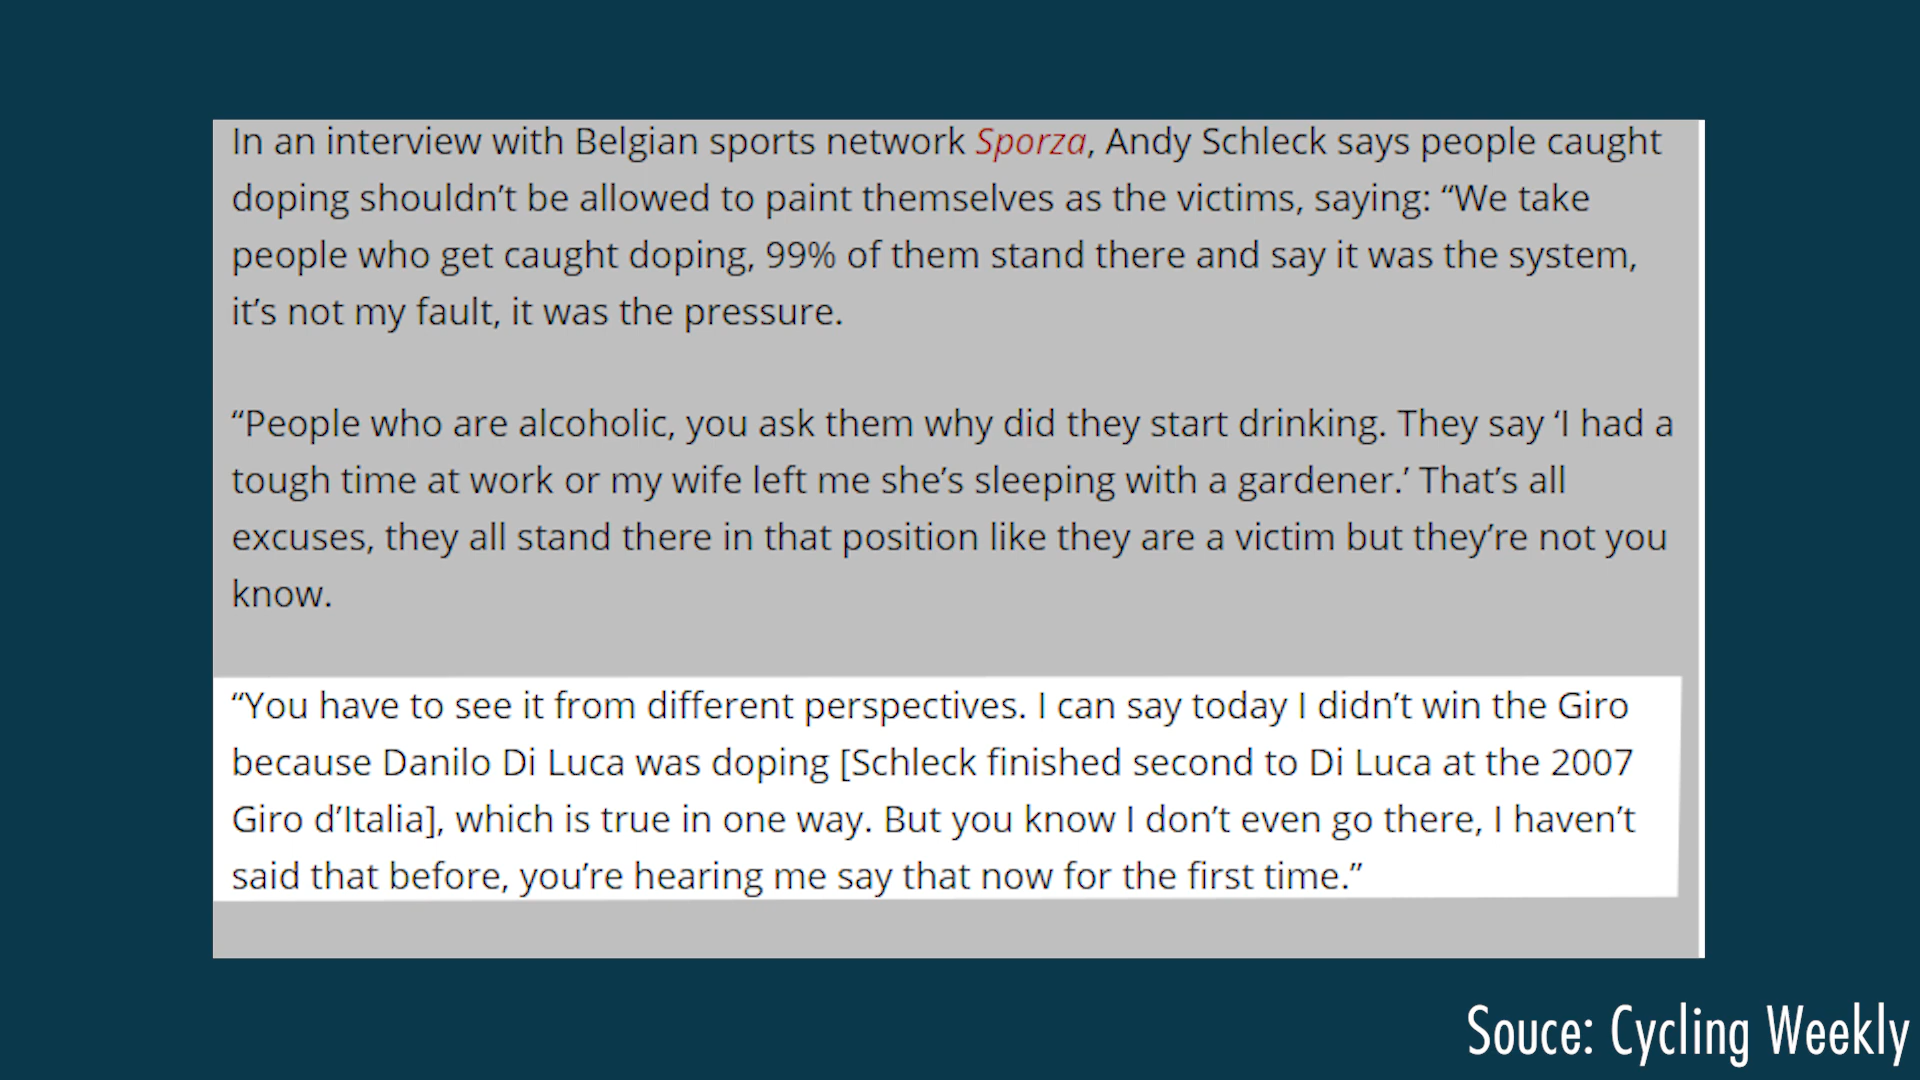 In an interview with Belgian sports network Sporza, Andy Schleck says people caught
doping shouldn’t be allowed to paint themselves as the victims, saying: “We take
people who get caught doping, 99% of them stand there and say it was the system,
it’s not my fault, it was the pressure.
“People who are alcoholic, you ask them why did they start drinking. They say ‘I had a
tough time at work or my wife left me she’s sleeping with a gardener.’ That’s all
excuses, they all stand there in that position like they are a victim but they’re not you
know.
“You have to see it from different perspectives. I can say today I didn’t win the Giro
because Danilo Di Luca was doping [Schleck finished second to Di Luca at the 2007
Giro d’Italia], which is true in one way. But you know I don’t even go there, I haven’t
said that before, you’re hearing me say that now for the first time.”
Souce: Cycling Weekly